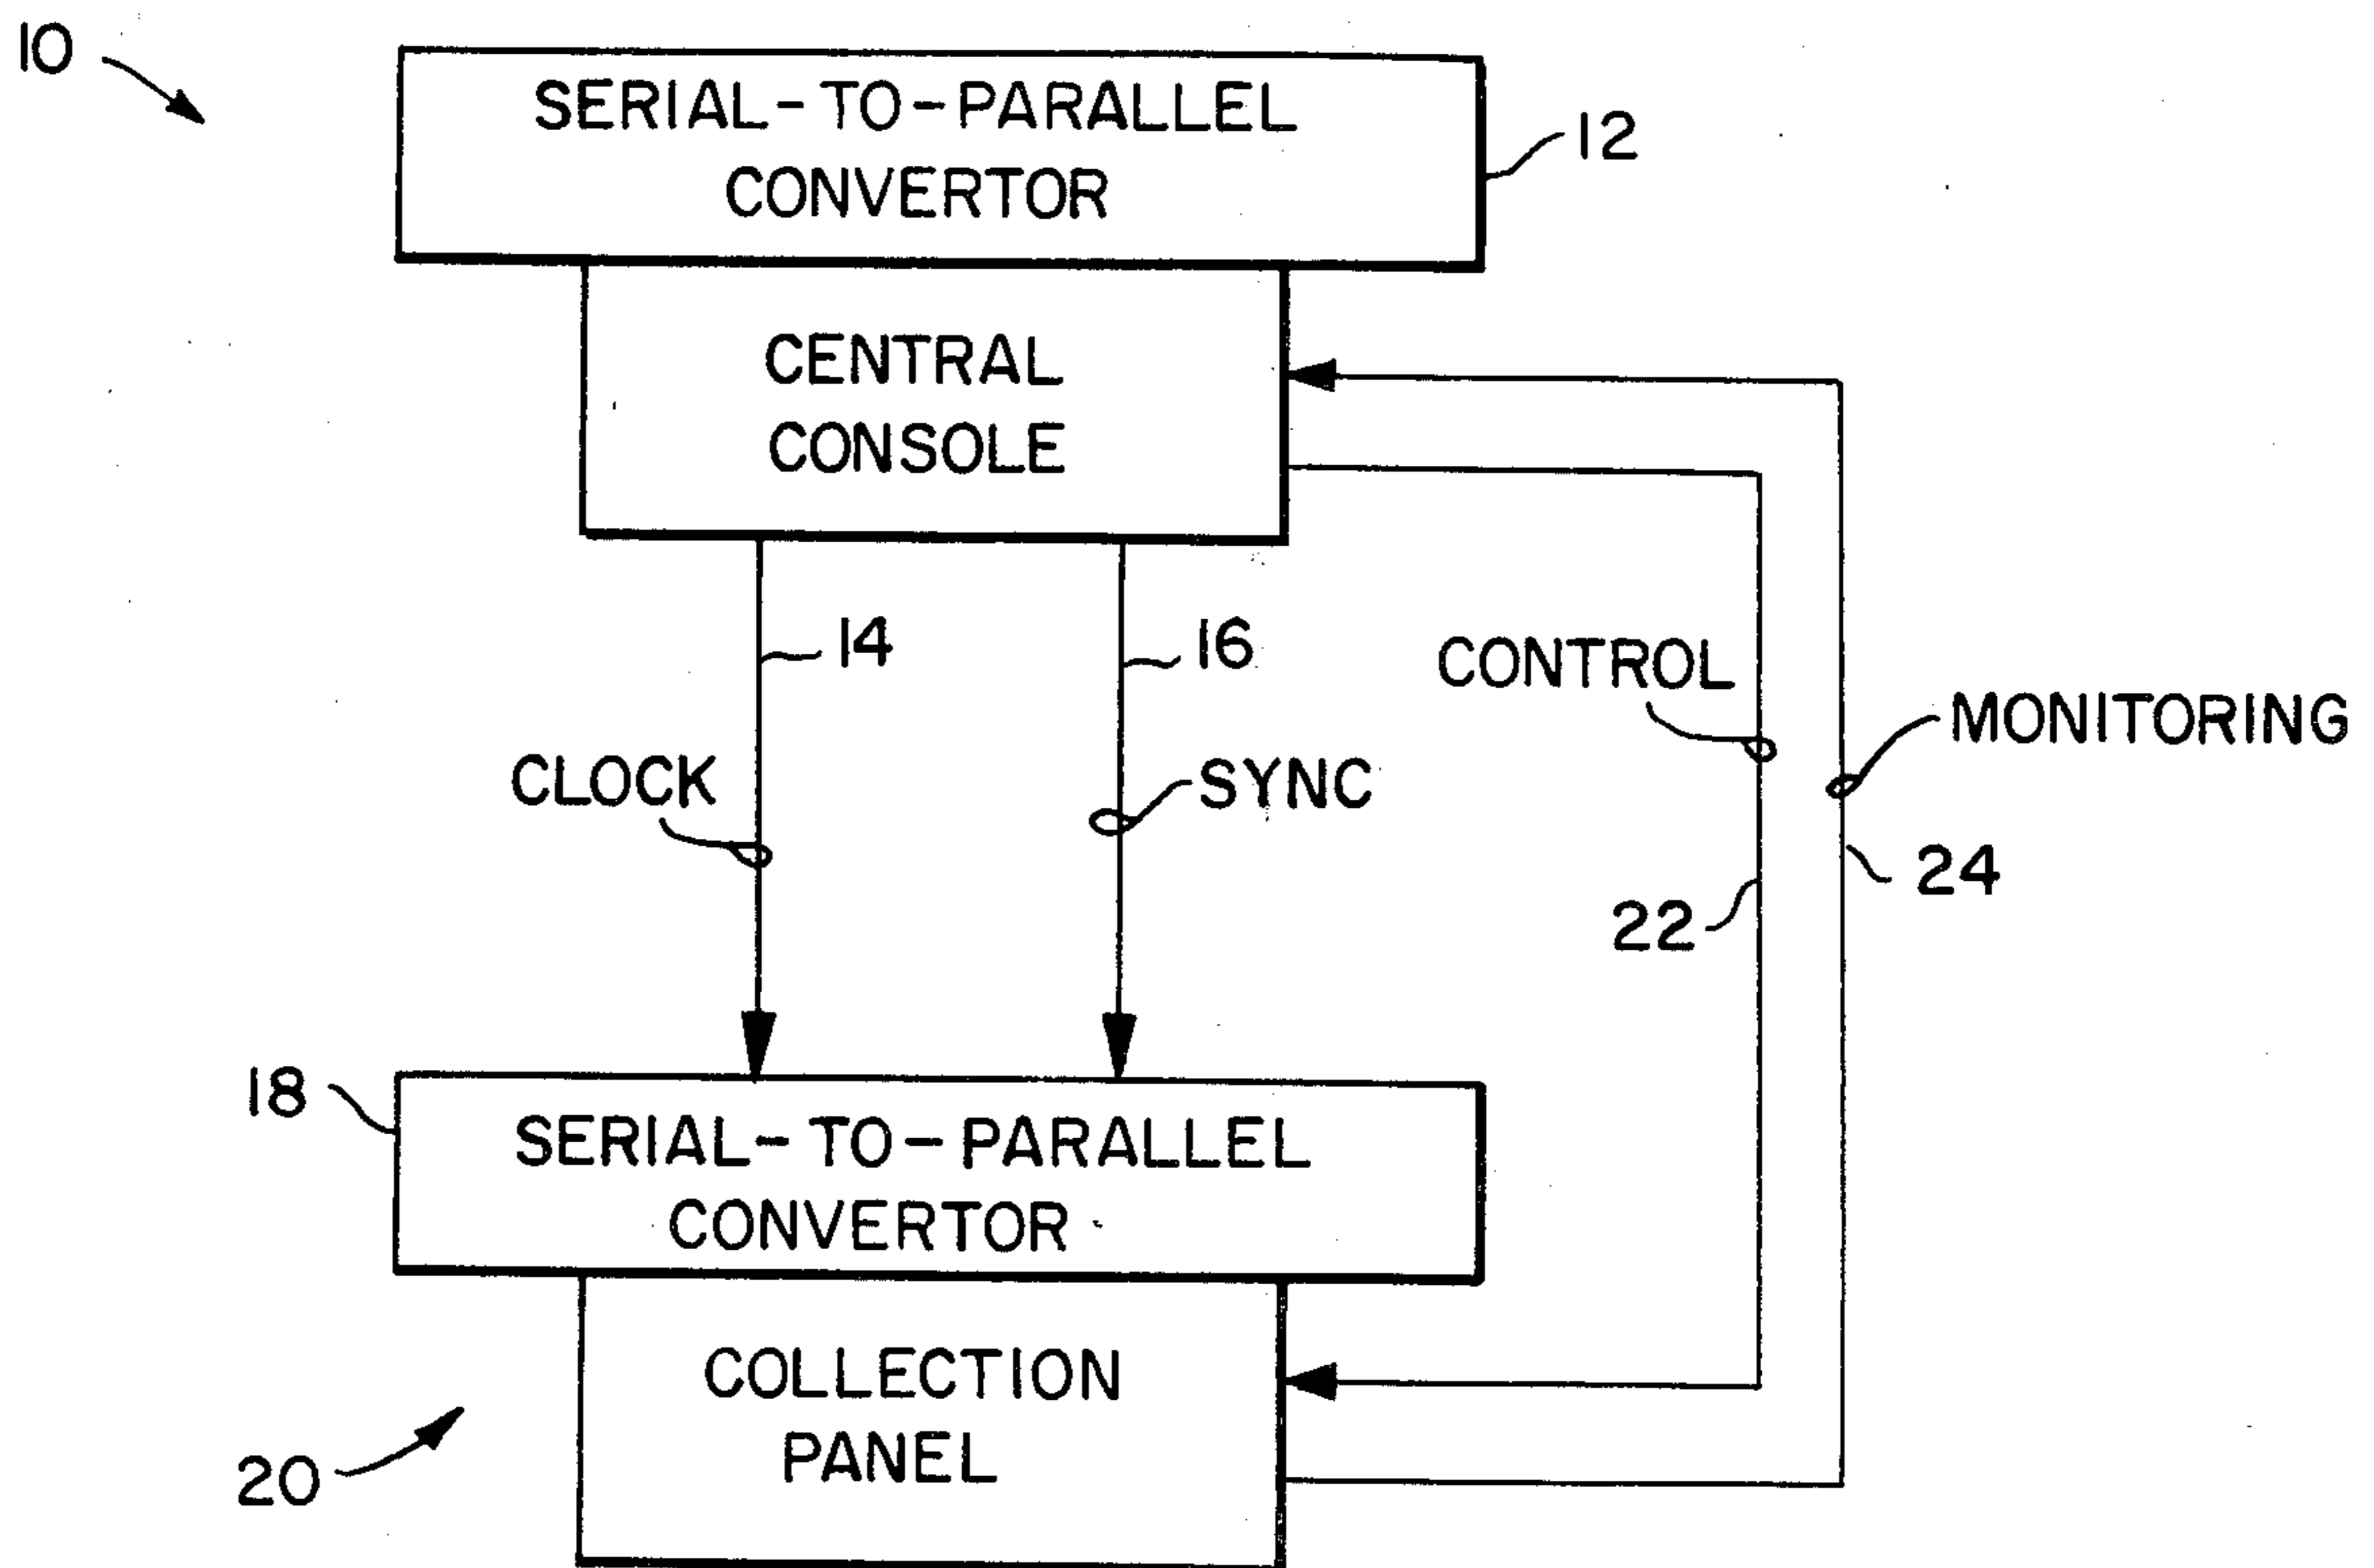 10
SERIAL-TO-PARALLEL
CONVERTOR
12
CENTRAL
CONSOLE
14
16
CONTROL
MONITORING
CLOCK
SYNC
24
22
18
SERIAL-TO-PARALLEL
CONVERTOR
COLLECTION
PANEL
20